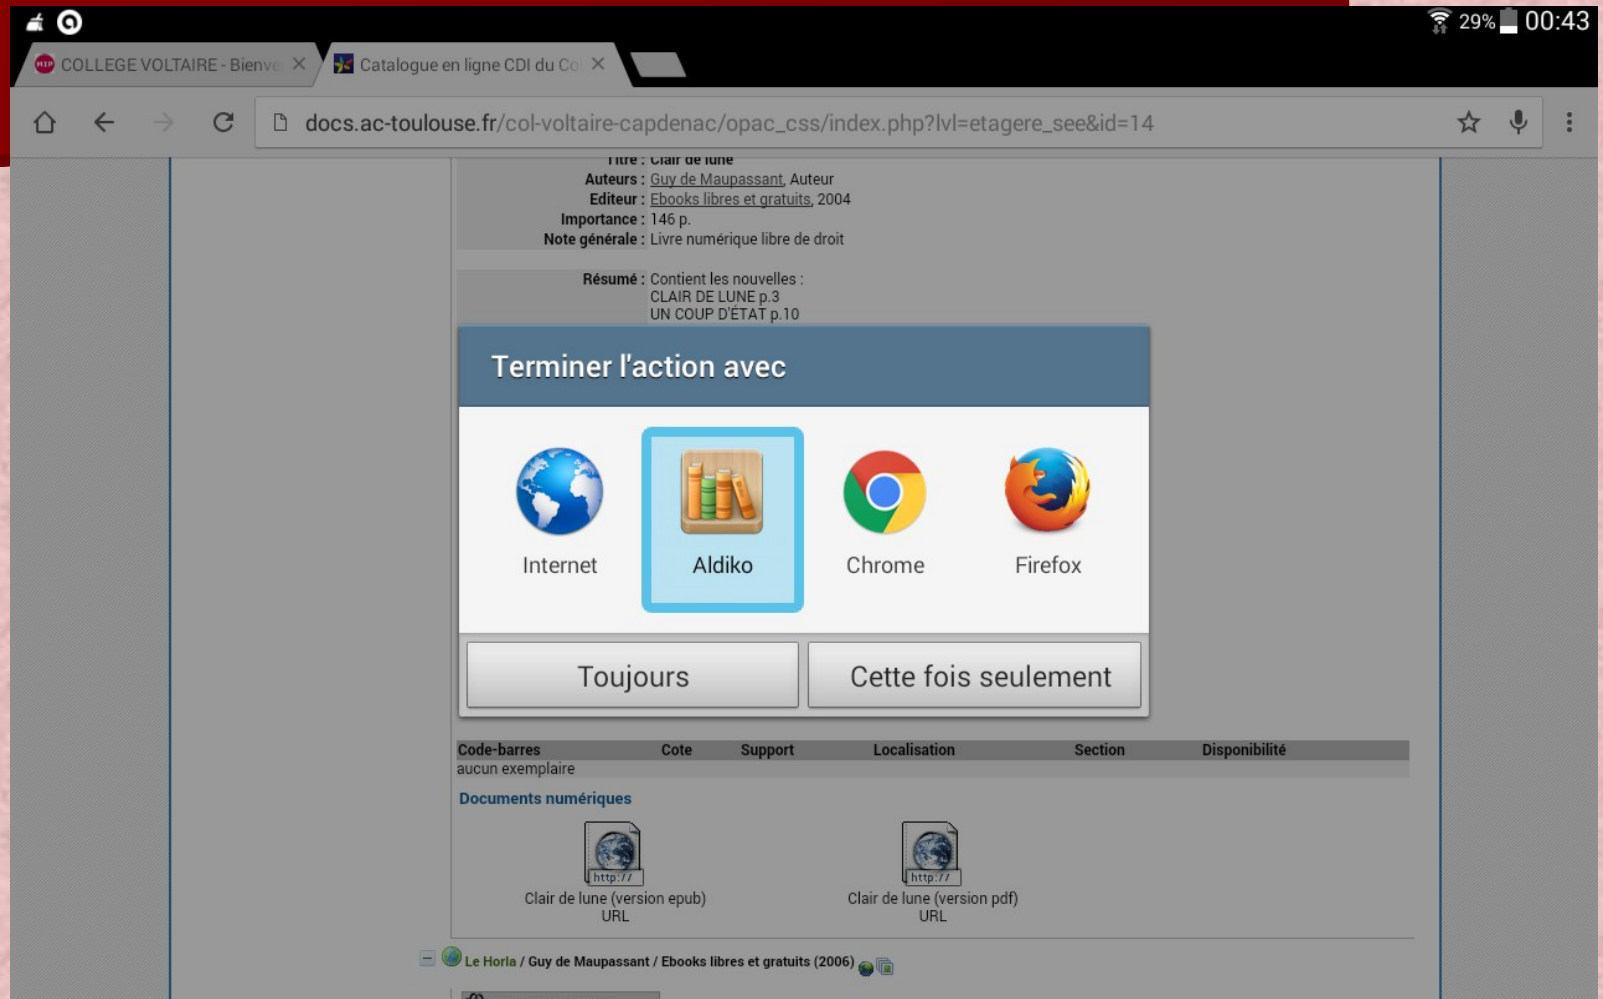 29% 00:43
COLLEGE VOLTAIRE - Bienve
Catalogue en ligne CDI du Co
docs.ac-toulouse.fr/col-voltaire-capdenac/opac_css/index.php?lvl=etagere_see&id=14
Titre : Clair de lune
Auteurs : Guy de Maupassant, Auteur
Editeur : Ebooks libres et gratuits, 2004
Importance : 146 p.
Note générale : Livre numérique libre de droit
Résumé : Contient les nouvelles :
CLAIR DE LUNE p.3
UN COUP D'ÉTAT p.10
Terminer l'action avec
Internet Aldiko Chrome Firefox
Toujours Cette fois seulement
Code-barres Cote Support Localisation Section Disponibilité
aucun exemplaire
Documents numériques
http:// http://
Clair de lune (version epub) Clair de lune (version pdf)
URL URL
Le Horla / Guy de Maupassant / Ebooks libres et gratuits (2006)